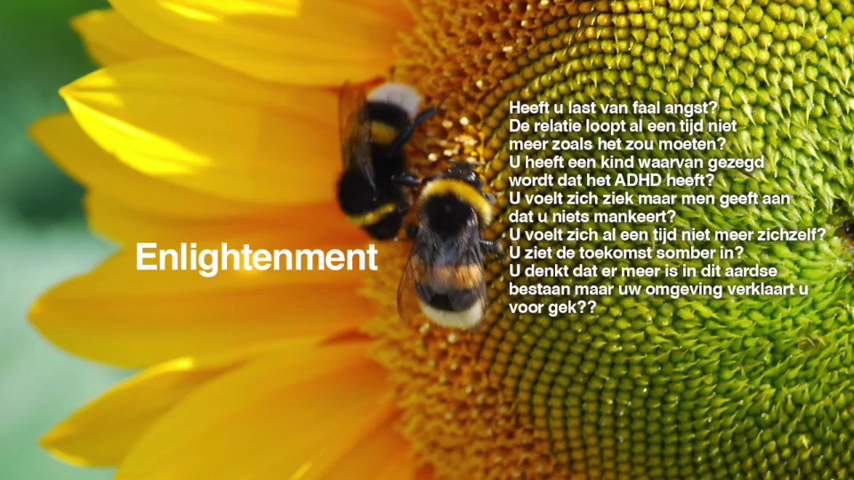 Enlightenment
Heeft u last van faal angst?
De relatie loopt al een tijd niet
meer zoals het zou moeten?
U heeft een kind waarvan gezegd
wordt dat het ADHD heeft?
U voelt zich ziek maar men geeft aan
dat u niets mankeert?
U voelt zich al een tijd niet meer zichzelf?
U ziet de toekomst somber in?
U denkt dat er meer is in dit aardse
bestaan maar uw omgeving verklaart u
voor gek??